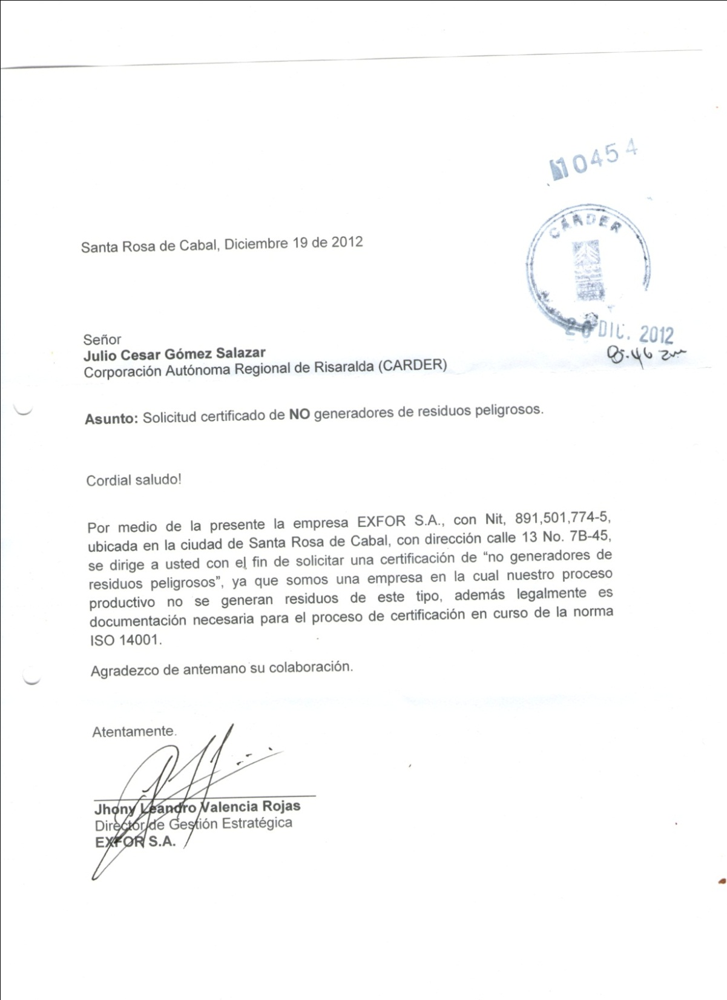 10454
CARDER
Santa Rosa de Cabal, Diciembre 19 de 2012
20 DIC. 2012
8:46 am
Señor
Julio Cesar Gómez Salazar
Corporación Autónoma Regional de Risaralda (CARDER)
Asunto: Solicitud certificado de NO generadores de residuos peligrosos.
Cordial saludo!
Por medio de la presente la empresa EXFOR S.A., con Nit, 891,501,774-5,
ubicada en la ciudad de Santa Rosa de Cabal, con dirección calle 13 No. 7B-45,
se dirige a usted con el fin de solicitar una certificación de “no generadores de
residuos peligrosos”, ya que somos una empresa en la cual nuestro proceso
productivo no se generan residuos de este tipo, además legalmente es
documentación necesaria para el proceso de certificación en curso de la norma
ISO 14001.
Agradezco de antemano su colaboración.
Atentamente.
Jhony Leandro Valencia Rojas
Director de Gestión Estratégica
EXFOR S.A.